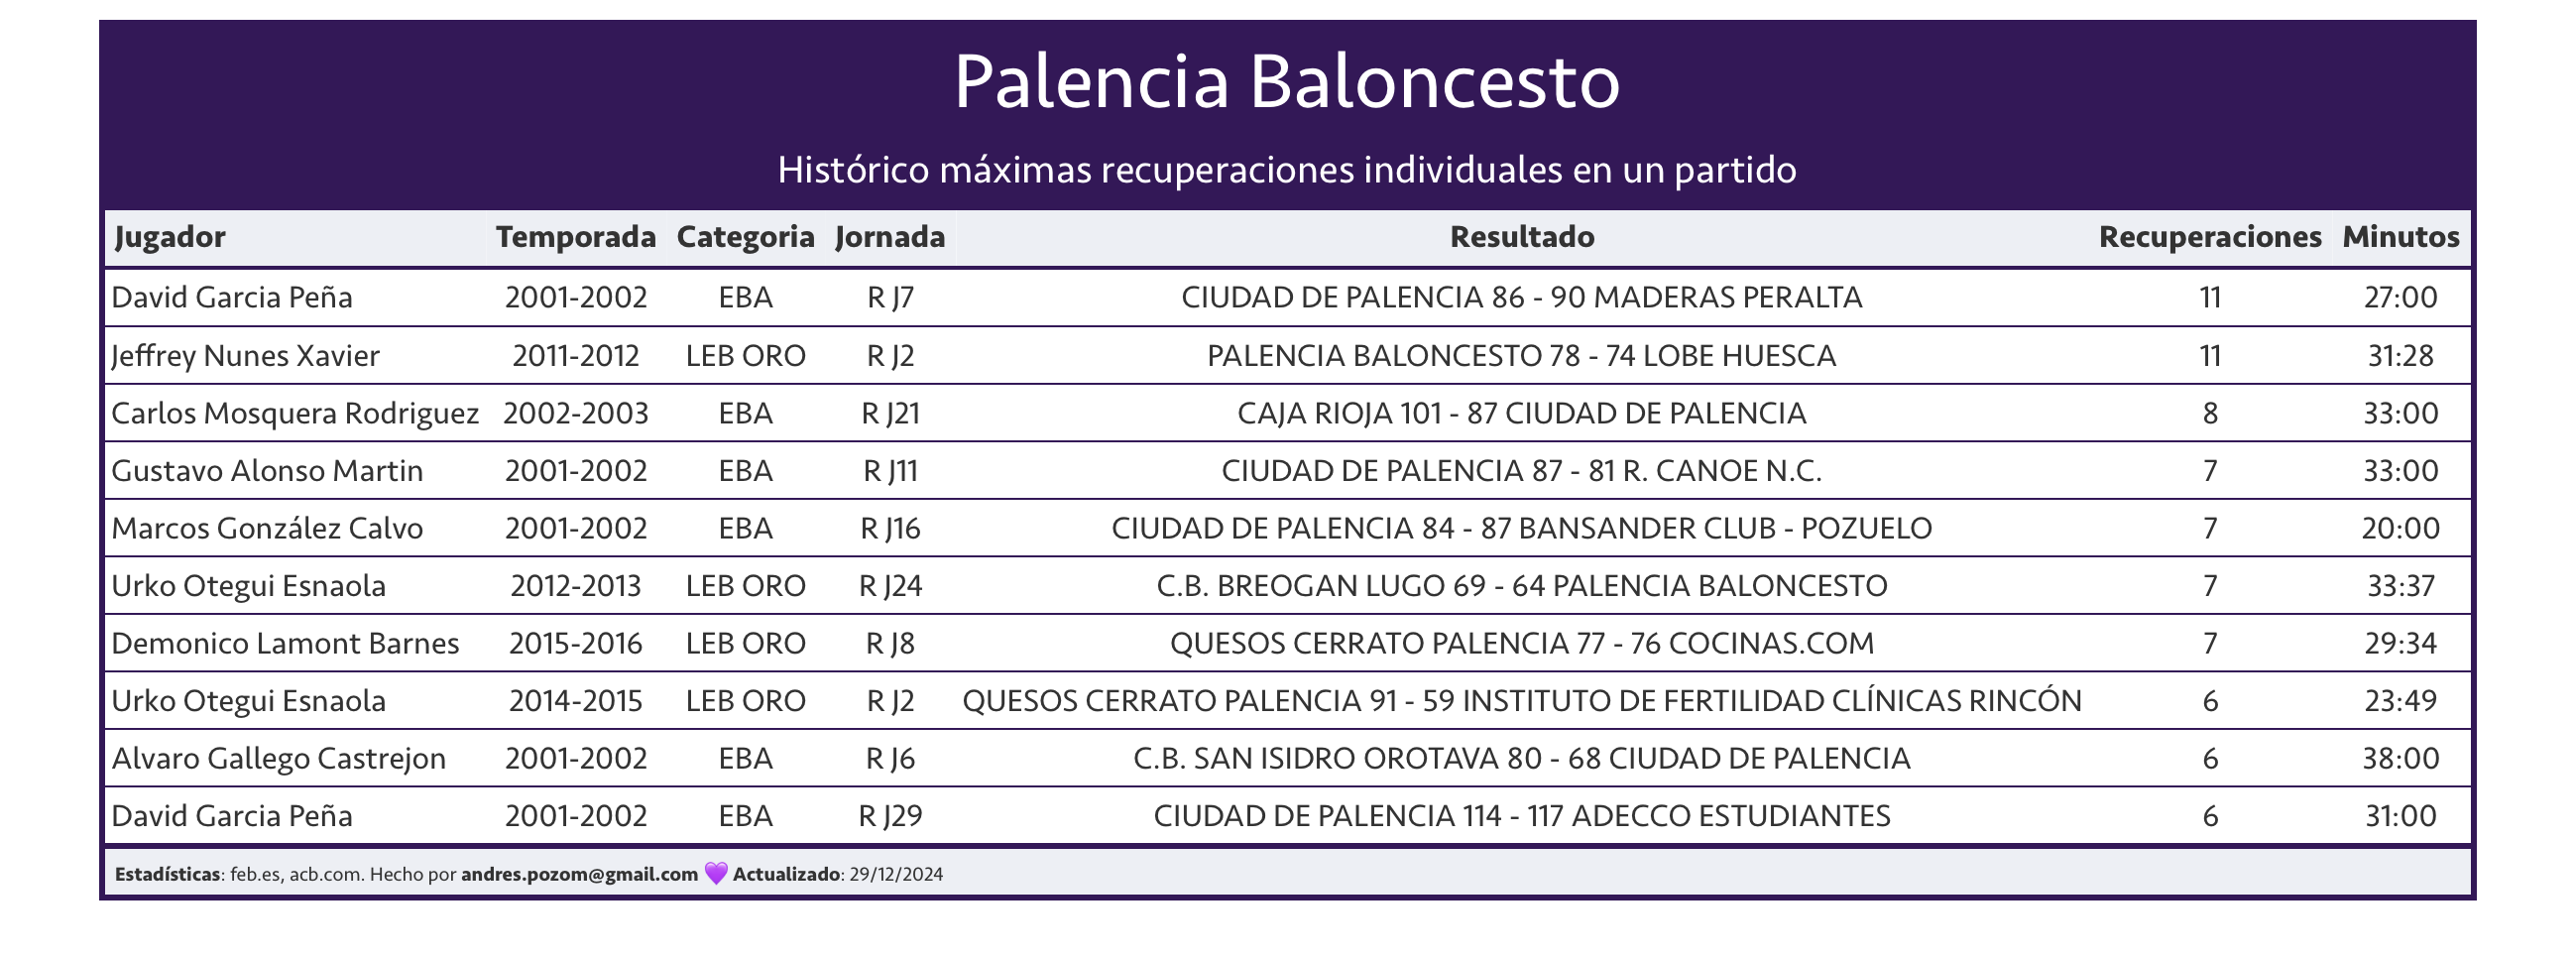 Palencia Baloncesto
Histórico máximas recuperaciones individuales en un partido
Jugador Temporada Categoria Jornada Resultado Recuperaciones Minutos
David Garcia Peña 2001-2002 EBA R J7 CIUDAD DE PALENCIA 86 - 90 MADERAS PERALTA 11 27:00
Jeffrey Nunes Xavier 2011-2012 LEB ORO R J2 PALENCIA BALONCESTO 78 - 74 LOBE HUESCA 11 31:28
Carlos Mosquera Rodriguez 2002-2003 EBA R J21 CAJA RIOJA 101 - 87 CIUDAD DE PALENCIA 8 33:00
Gustavo Alonso Martin 2001-2002 EBA R J11 CIUDAD DE PALENCIA 87 - 81 R. CANOE N.C. 7 33:00
Marcos González Calvo 2001-2002 EBA R J16 CIUDAD DE PALENCIA 84 - 87 BANSANDER CLUB - POZUELO 7 20:00
Urko Otegui Esnaola 2012-2013 LEB ORO R J24 C.B. BREOGAN LUGO 69 - 64 PALENCIA BALONCESTO 7 33:37
Demonico Lamont Barnes 2015-2016 LEB ORO R J8 QUESOS CERRATO PALENCIA 77 - 76 COCINAS.COM 7 29:34
Urko Otegui Esnaola 2014-2015 LEB ORO R J2 QUESOS CERRATO PALENCIA 91 - 59 INSTITUTO DE FERTILIDAD CLÍNICAS RINCÓN 6 23:49
Alvaro Gallego Castrejon 2001-2002 EBA R J6 C.B. SAN ISIDRO OROTAVA 80 - 68 CIUDAD DE PALENCIA 6 38:00
David Garcia Peña 2001-2002 EBA R J29 CIUDAD DE PALENCIA 114 - 117 ADECCO ESTUDIANTES 6 31:00
Estadísticas: feb.es, acb.com. Hecho por andres.pozom@gmail.com 💜 Actualizado: 29/12/2024